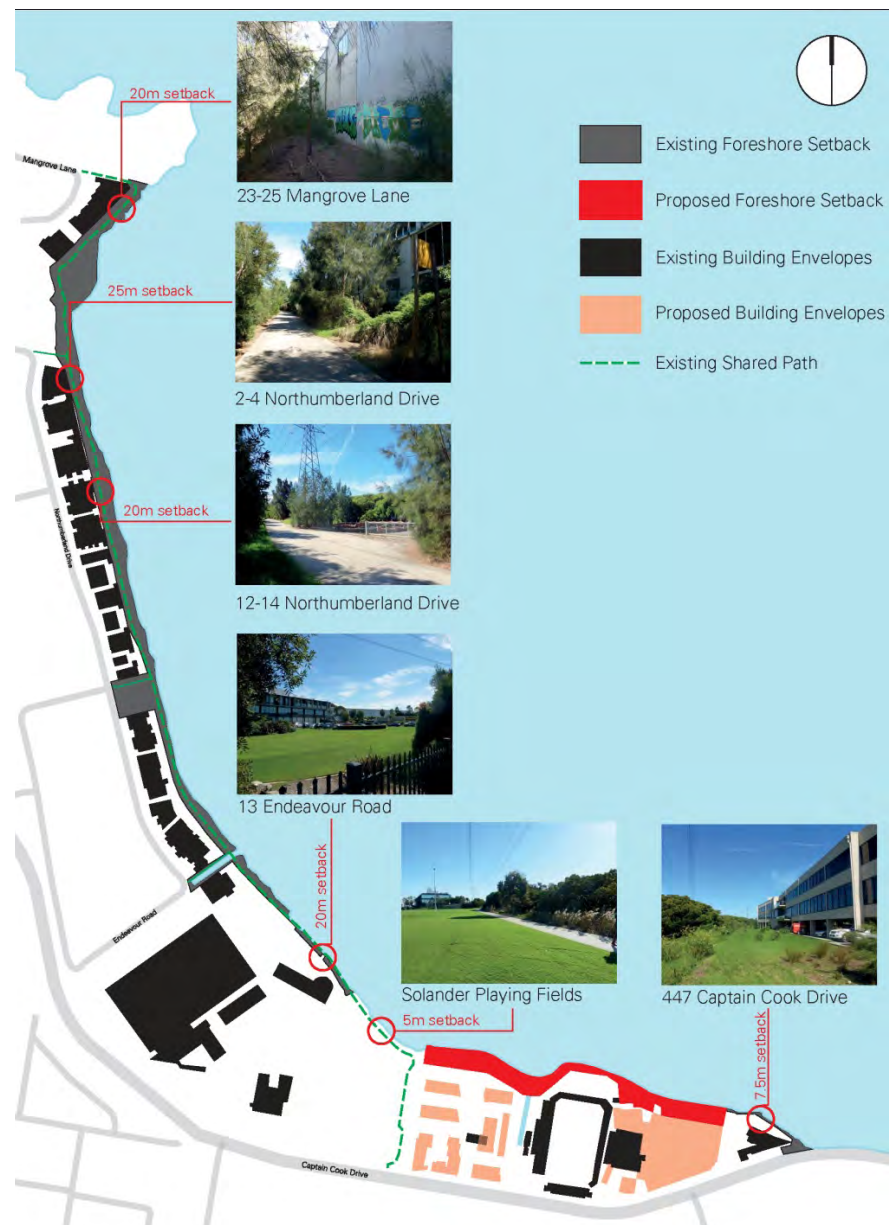 20m setback
Mangrove Lane
23-25 Mangrove Lane
25m setback
2-4 Northumberland Drive
20m setback
Northumberland Drive
12-14 Northumberland Drive
13 Endeavour Road
20m setback
Endeavour Road
Solander Playing Fields
5m setback
447 Captain Cook Drive
7.5m setback
Captain Cook Drive
Existing Foreshore Setback
Proposed Foreshore Setback
Existing Building Envelopes
Proposed Building Envelopes
Existing Shared Path